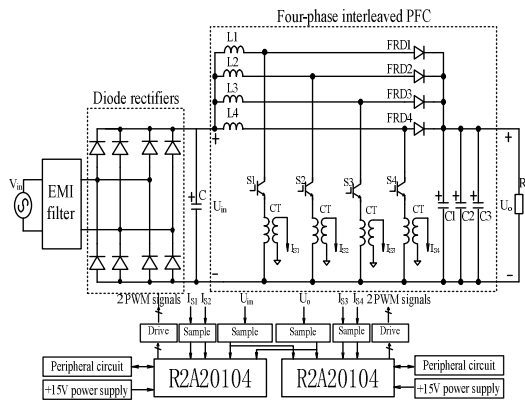 Four-phase interleaved PFC
L1
FRD1
L2
FRD2
Diode rectifiers
L3
FRD3
L4
FRD4
+
+
Vin
EMI
filter
S1
S2
S3
S4
R
+
C
Uin
+
C1
+
C2
+
C3
Uo
CT
IS1
CT
IS2
CT
IS3
CT
IS4
-
-
2 PWM signals
IS1
IS2
Uin
Uo
IS3
IS4
2 PWM signals
Drive
Sample
Sample
Sample
Sample
Drive
Peripheral circuit
R2A20104
R2A20104
Peripheral circuit
+15V power supply
+15V power supply